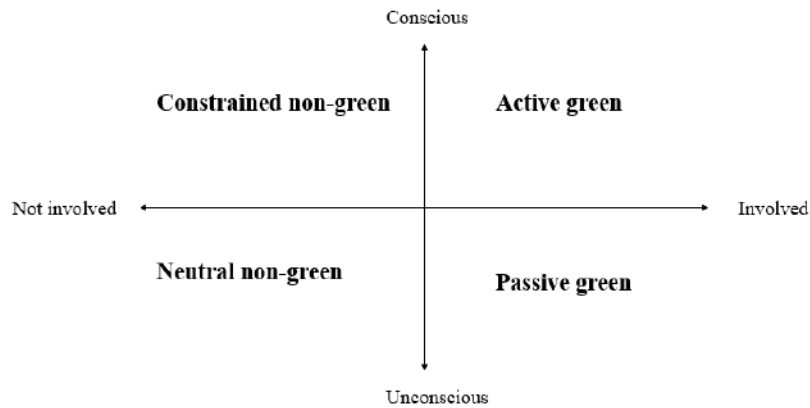 Conscious
Constrained non-green Active green
Not involved Involved
Neutral non-green Passive green
Unconscious